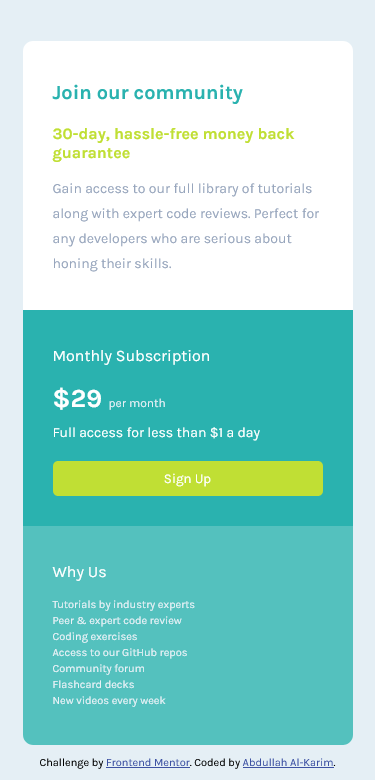 Join our community
30-day, hassle-free money back
guarantee
Gain access to our full library of tutorials
along with expert code reviews. Perfect for
any developers who are serious about
honing their skills.
Monthly Subscription
$29 per month
Full access for less than $1 a day
Sign Up
Why Us
Tutorials by industry experts
Peer & expert code review
Coding exercises
Access to our GitHub repos
Community forum
Flashcard decks
New videos every week
Challenge by Frontend Mentor. Coded by Abdullah Al-Karim.